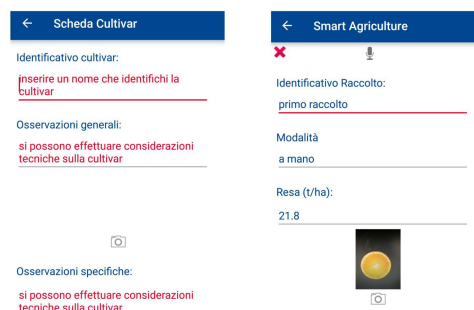 Scheda Cultivar
Identificativo cultivar:
inserire un nome che identifichi la
cultivar
Osservazioni generali:
si possono effettuare considerazioni
tecniche sulla cultivar
Osservazioni specifiche:
si possono effettuare considerazioni
tecniche sulla cultivar
Smart Agriculture
Identificativo Raccolto:
primo raccolto
Modalità
a mano
Resa (t/ha):
21.8